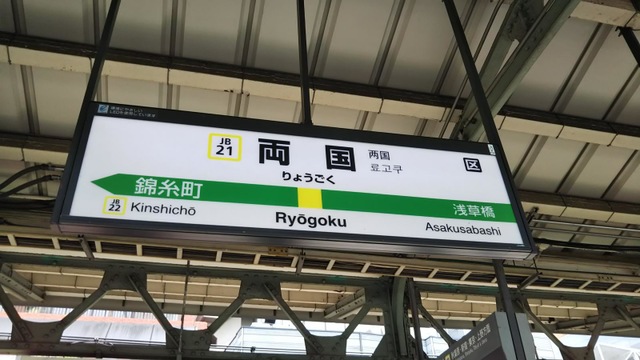 JB
21
両国
两国
료고쿠
区
りょうごく
錦糸町
浅草橋
JB
22
Kinshichō
Ryōgoku
Asakusabashi